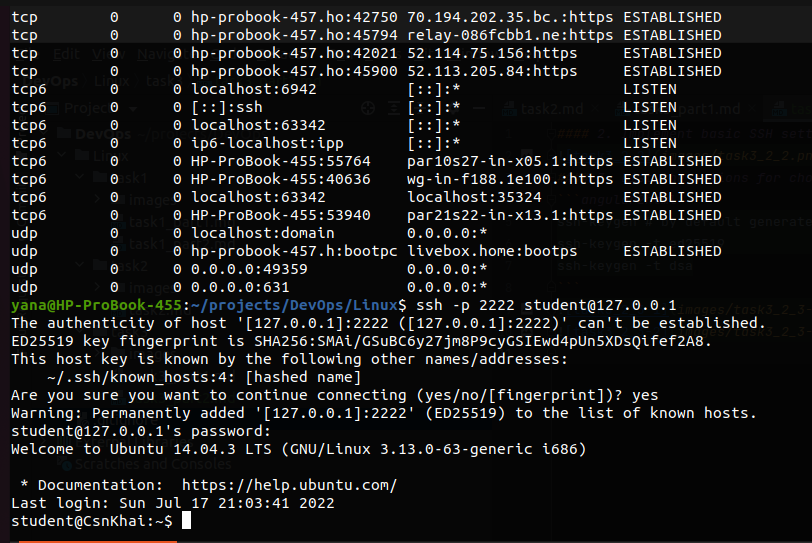 tcp        0      0 hp-probook-457.ho:42750 70.194.202.35.bc.:https ESTABLISHED
tcp        0      0 hp-probook-457.ho:45794 relay-086fcbb1.ne:https ESTABLISHED
tcp        0      0 hp-probook-457.ho:42021 52.114.75.156:https     ESTABLISHED
tcp        0      0 hp-probook-457.ho:45900 52.113.205.84:https     ESTABLISHED
tcp6       0      0 localhost:6942          [::]:*                  LISTEN
tcp6       0      0 [::]:ssh                [::]:*                  LISTEN
tcp6       0      0 localhost:63342         [::]:*                  LISTEN
tcp6       0      0 ip6-localhost:ipp       [::]:*                  LISTEN
tcp6       0      0 HP-ProBook-455:55764    par10s27-in-x05.1:https ESTABLISHED
tcp6       0      0 HP-ProBook-455:40636    wg-in-f188.1e100.:https ESTABLISHED
tcp6       0      0 localhost:63342         localhost:35324         ESTABLISHED
tcp6       0      0 HP-ProBook-455:53940    par21s22-in-x13.1:https ESTABLISHED
udp        0      0 localhost:domain        0.0.0.0:*
udp        0      0 hp-probook-457.h:bootpc livebox.home:bootps     ESTABLISHED
udp        0      0 0.0.0.0:49359           0.0.0.0:*
udp        0      0 0.0.0.0:631             0.0.0.0:*
yana@HP-ProBook-455:~/projects/DevOps/Linux$ ssh -p 2222 student@127.0.0.1
The authenticity of host '[127.0.0.1]:2222 ([127.0.0.1]:2222)' can't be established.
ED25519 key fingerprint is SHA256:SMAi/GSuBC6y27jm8P9cyGSIEwd4pUn5XDsQifef2A8.
This host key is known by the following other names/addresses:
    ~/.ssh/known_hosts:4: [hashed name]
Are you sure you want to continue connecting (yes/no/[fingerprint])? yes
Warning: Permanently added '[127.0.0.1]:2222' (ED25519) to the list of known hosts.
student@127.0.0.1's password:
Welcome to Ubuntu 14.04.3 LTS (GNU/Linux 3.13.0-63-generic i686)
 * Documentation:  https://help.ubuntu.com/
Last login: Sun Jul 17 21:03:41 2022
student@CsnKhai:~$